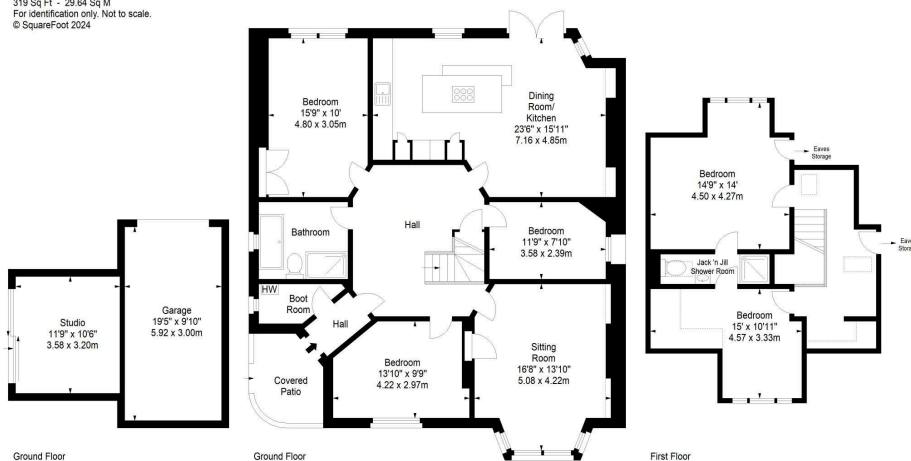 319 Sq Ft - 29.64 Sq M
For identification only. Not to scale.
© SquareFoot 2024
Bedroom
15'9" x 10'
4.80 x 3.05m
Dining
Room/
Kitchen
23'6" x 15'11"
7.16 x 4.85m
Bathroom
Hall
Bedroom
11'9" x 7'10"
3.58 x 2.39m
HW
Boot
Room
Hall
Covered
Patio
Bedroom
13'10" x 9'9"
4.22 x 2.97m
Sitting
Room
16'8" x 13'10"
5.08 x 4.22m
Studio
11'9" x 10'6"
3.58 x 3.20m
Garage
19'5" x 9'10"
5.92 x 3.00m
Bedroom
14'9" x 14'
4.50 x 4.27m
Eaves
Storage
Eav
Stora
Jack 'n Jill
Shower Room
Bedroom
15' x 10'11"
4.57 x 3.33m
Ground Floor
Ground Floor
First Floor